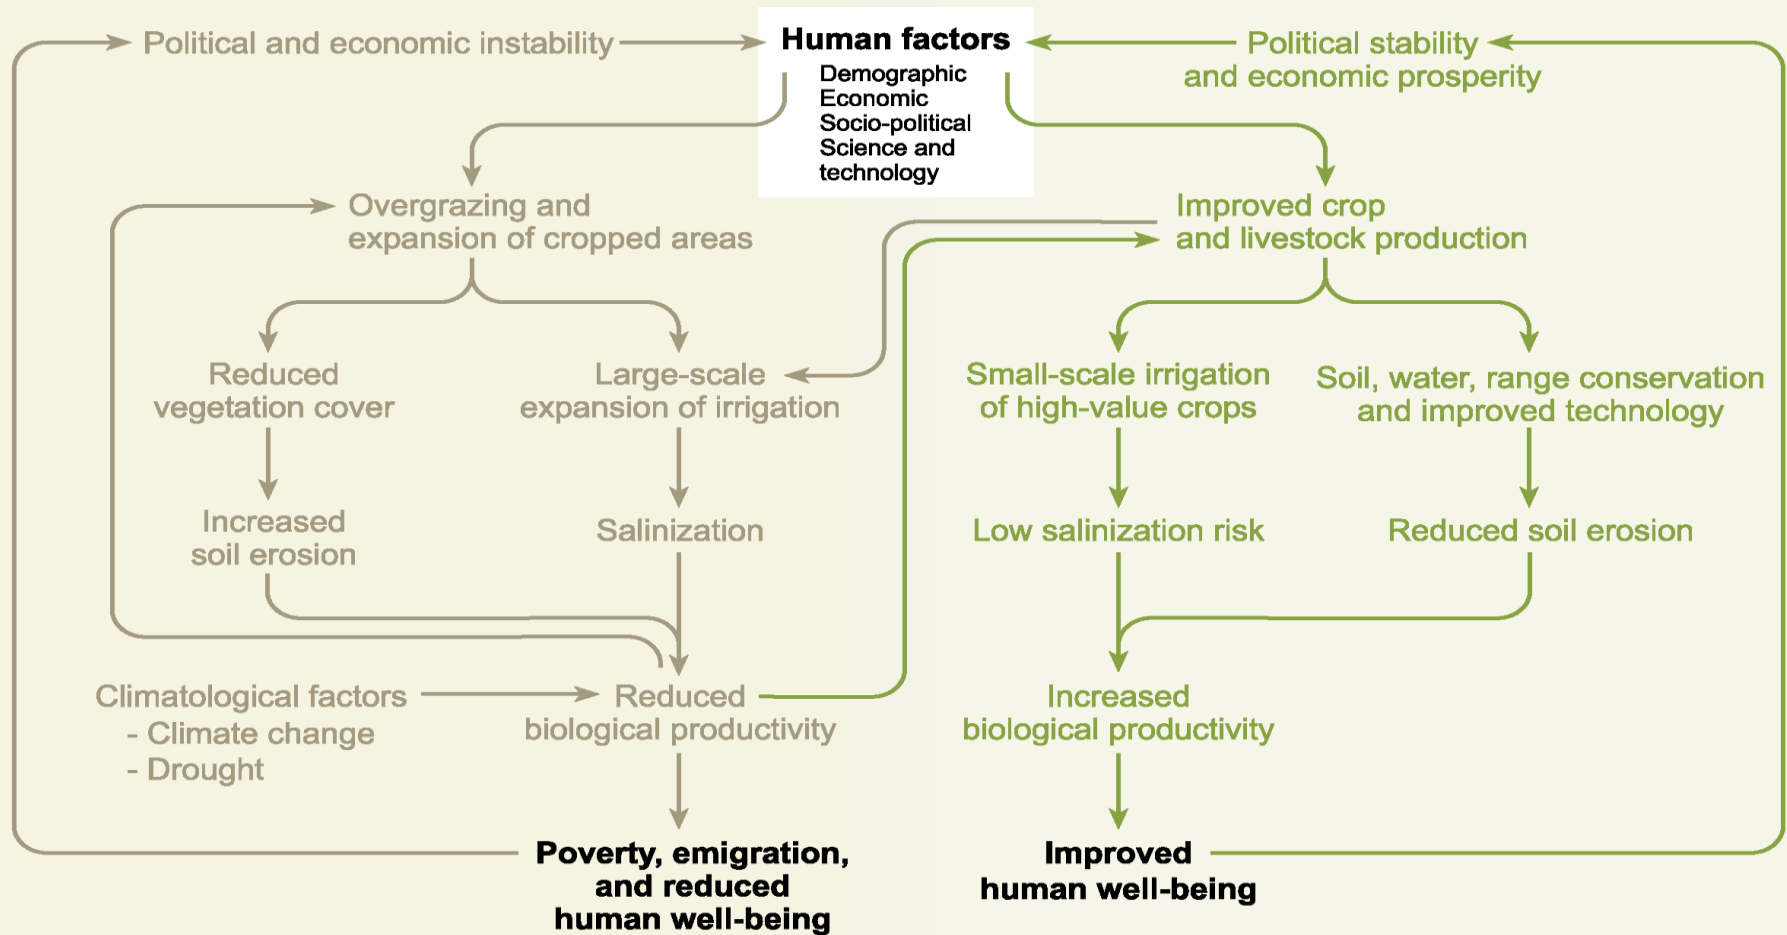 Political and economic instability
Human factors
Demographic
Economic
Socio-political
Science and
technology
Political stability
and economic prosperity
Overgrazing and
expansion of cropped areas
Improved crop
and livestock production
Reduced
vegetation cover
Large-scale
expansion of irrigation
Small-scale irrigation
of high-value crops
Soil, water, range conservation
and improved technology
Increased
soil erosion
Salinization
Low salinization risk
Reduced soil erosion
Climatological factors
- Climate change
- Drought
Reduced
biological productivity
Increased
biological productivity
Poverty, emigration,
and reduced
human well-being
Improved
human well-being